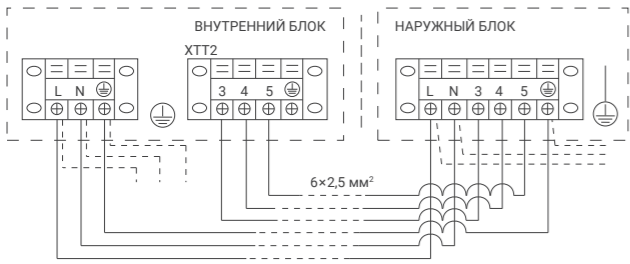 ВНУТРЕННИЙ БЛОК
НАРУЖНЫЙ БЛОК
XTT2
L N
3 4 5
L N 3 4 5
6×2,5 мм²